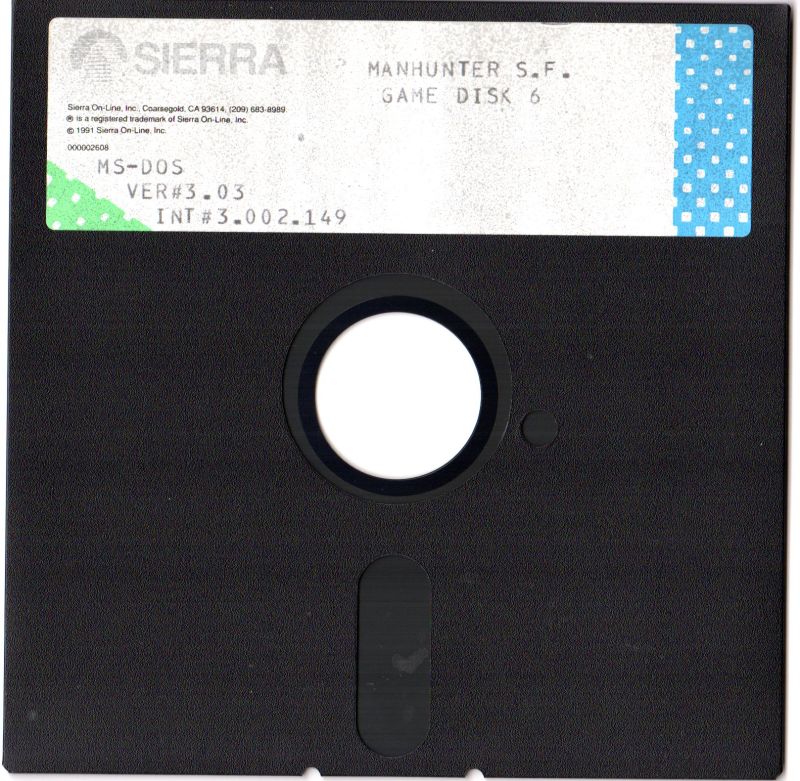 SIERRA
MANHUNTER S.F.
GAME DISK 6
Sierra On-Line, Inc., Coarsegold, CA 93614, (209) 683-8989
® is a registered trademark of Sierra On-Line, Inc.
© 1991 Sierra On-Line, Inc.
000002608
MS-DOS
VER#3.03
INT#3.002.149